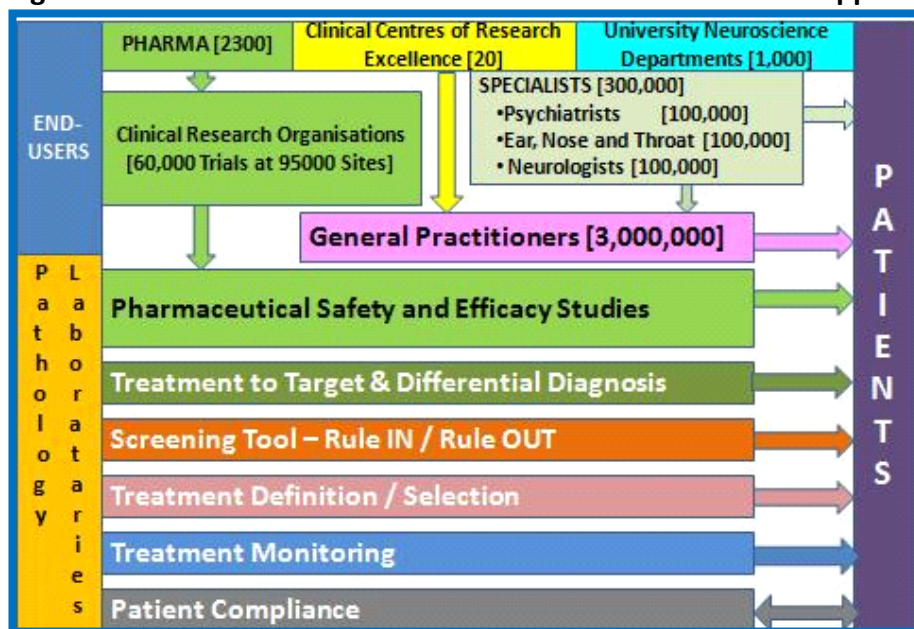 PHARMA [2300]
Clinical Centres of Research
Excellence [20]
University Neuroscience
Departments [1,000]
END-
USERS
Clinical Research Organisations
[60,000 Trials at 95000 Sites]
SPECIALISTS [300,000]
•Psychiatrists [100,000]
•Ear, Nose and Throat [100,000]
• Neurologists [100,000]
General Practitioners [3,000,000]
Pathology
Laborataries
Pharmaceutical Safety and Efficacy Studies
Treatment to Target & Differential Diagnosis
Screening Tool – Rule IN / Rule OUT
Treatment Definition / Selection
Treatment Monitoring
Patient Compliance
PATIENTS